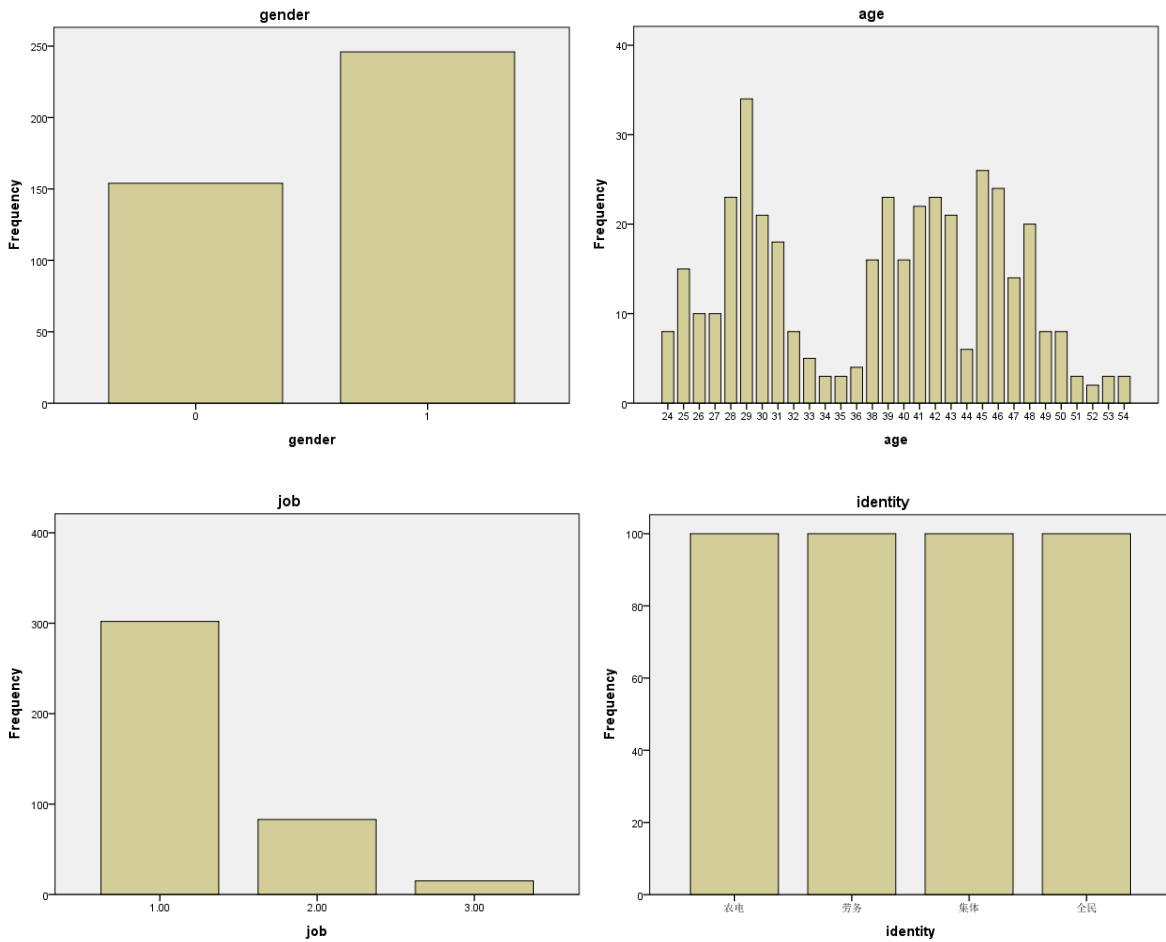 gender
250
200
150
100
50
0
Frequency
0 1
gender
age
40
30
20
10
0
Frequency
24 25 26 27 28 29 30 31 32 33 34 35 36 38 39 40 41 42 43 44 45 46 47 48 49 50 51 52 53 54
age
job
400
300
200
100
0
Frequency
1.00 2.00 3.00
job
identity
100
80
60
40
20
0
Frequency
农电 劳务 集体 全民
identity